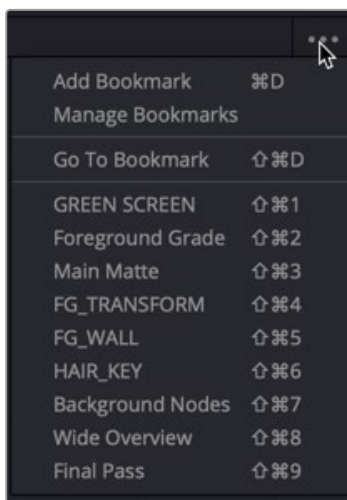 Add Bookmark ⌘D
Manage Bookmarks
Go To Bookmark ⇧⌘D
GREEN SCREEN ⇧⌘1
Foreground Grade ⇧⌘2
Main Matte ⇧⌘3
FG_TRANSFORM ⇧⌘4
FG_WALL ⇧⌘5
HAIR_KEY ⇧⌘6
Background Nodes ⇧⌘7
Wide Overview ⇧⌘8
Final Pass ⇧⌘9